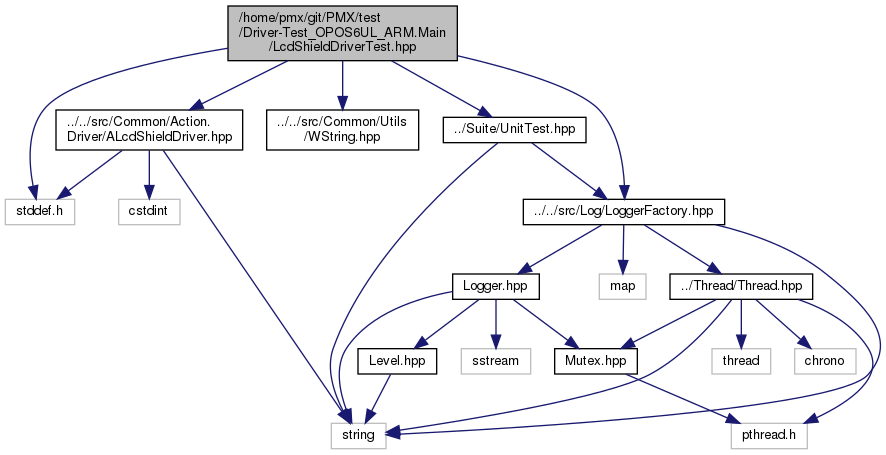 /home/pmx/git/PMX/test
/Driver-Test_OPOS6UL_ARM.Main
/LcdShieldDriverTest.hpp
../../src/Common/Action.
Driver/ALcdShieldDriver.hpp
../../src/Common/Utils
/WString.hpp
../Suite/UnitTest.hpp
stddef.h
cstdint
../../src/Log/LoggerFactory.hpp
Logger.hpp
map
../Thread/Thread.hpp
Level.hpp
sstream
Mutex.hpp
thread
chrono
string
pthread.h